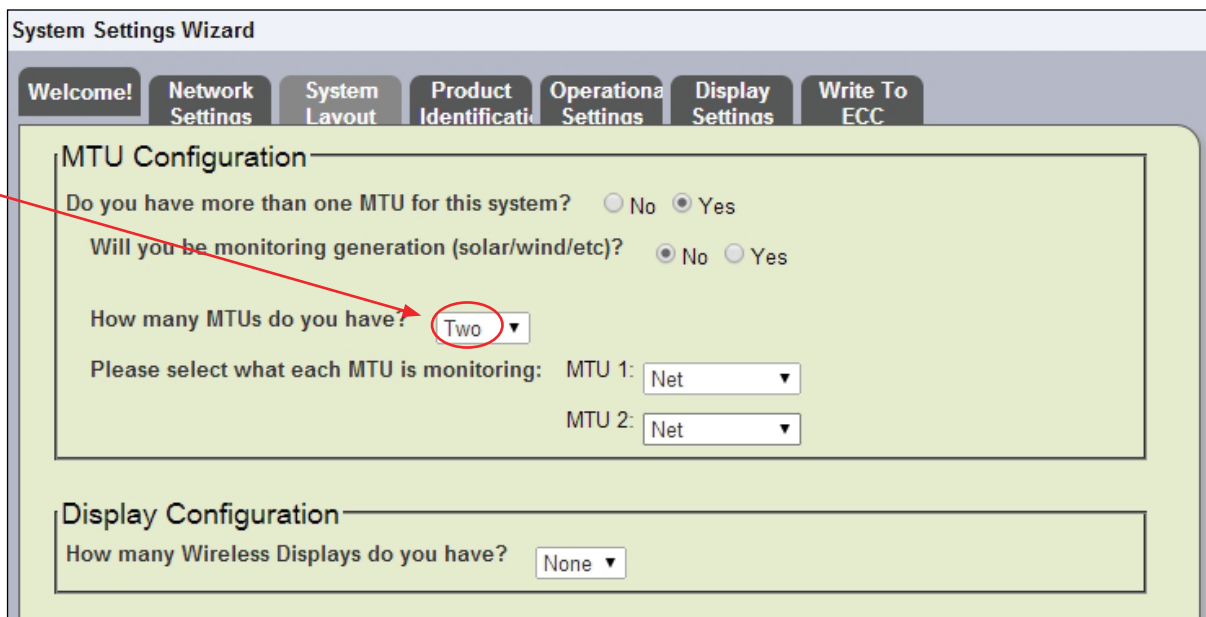 System Settings Wizard
Welcome! Network Settings System Layout Product Identificati Operationa Settings Display Settings Write To ECC
MTU Configuration
Do you have more than one MTU for this system? No Yes
Will you be monitoring generation (solar/wind/etc)? No Yes
How many MTUs do you have? Two
Please select what each MTU is monitoring: MTU 1: Net
MTU 2: Net
Display Configuration
How many Wireless Displays do you have? None